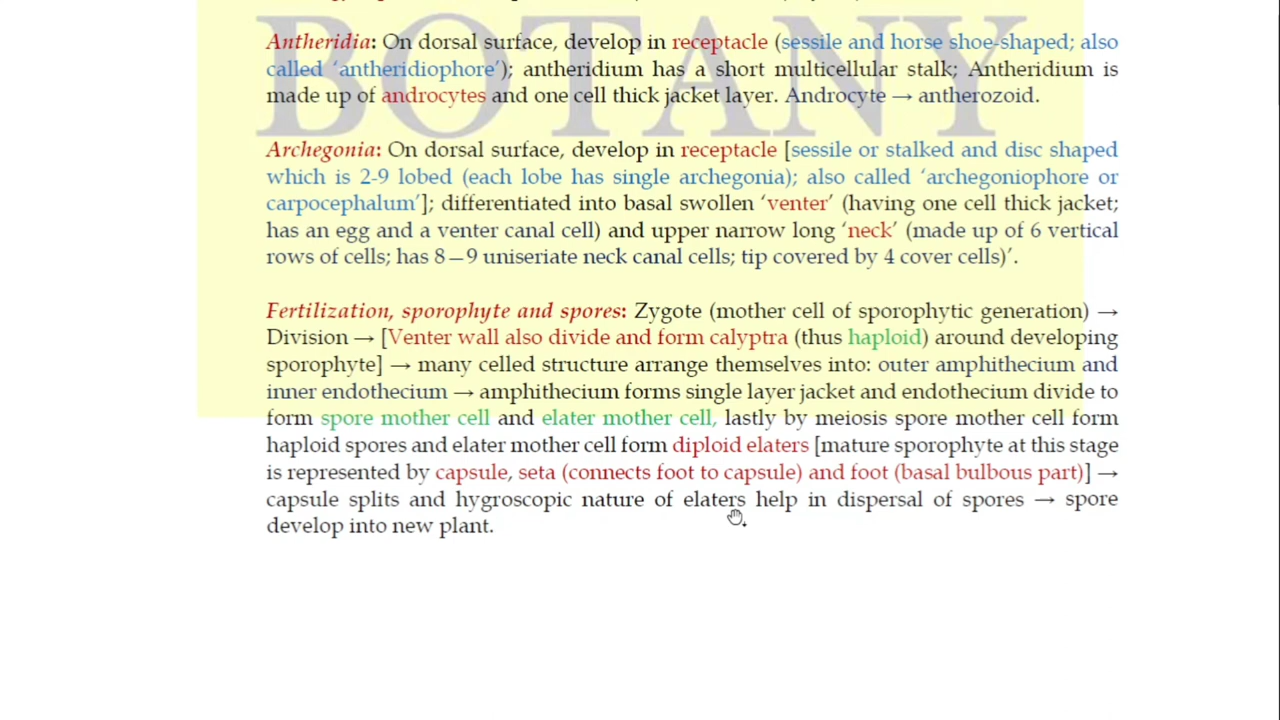 BOTANY
Antheridia: On dorsal surface, develop in receptacle (sessile and horse shoe-shaped; also
called ‘antheridiophore’); antheridium has a short multicellular stalk; Antheridium is
made up of androcytes and one cell thick jacket layer. Androcyte → antherozoid.
Archegonia: On dorsal surface, develop in receptacle [sessile or stalked and disc shaped
which is 2-9 lobed (each lobe has single archegonia); also called ‘archegoniophore or
carpocephalum’]; differentiated into basal swollen ‘venter’ (having one cell thick jacket;
has an egg and a venter canal cell) and upper narrow long ‘neck’ (made up of 6 vertical
rows of cells; has 8–9 uniseriate neck canal cells; tip covered by 4 cover cells)’.
Fertilization, sporophyte and spores: Zygote (mother cell of sporophytic generation) →
Division → [Venter wall also divide and form calyptra (thus haploid) around developing
sporophyte] → many celled structure arrange themselves into: outer amphithecium and
inner endothecium → amphithecium forms single layer jacket and endothecium divide to
form spore mother cell and elater mother cell, lastly by meiosis spore mother cell form
haploid spores and elater mother cell form diploid elaters [mature sporophyte at this stage
is represented by capsule, seta (connects foot to capsule) and foot (basal bulbous part)] →
capsule splits and hygroscopic nature of elaters help in dispersal of spores → spore
develop into new plant.